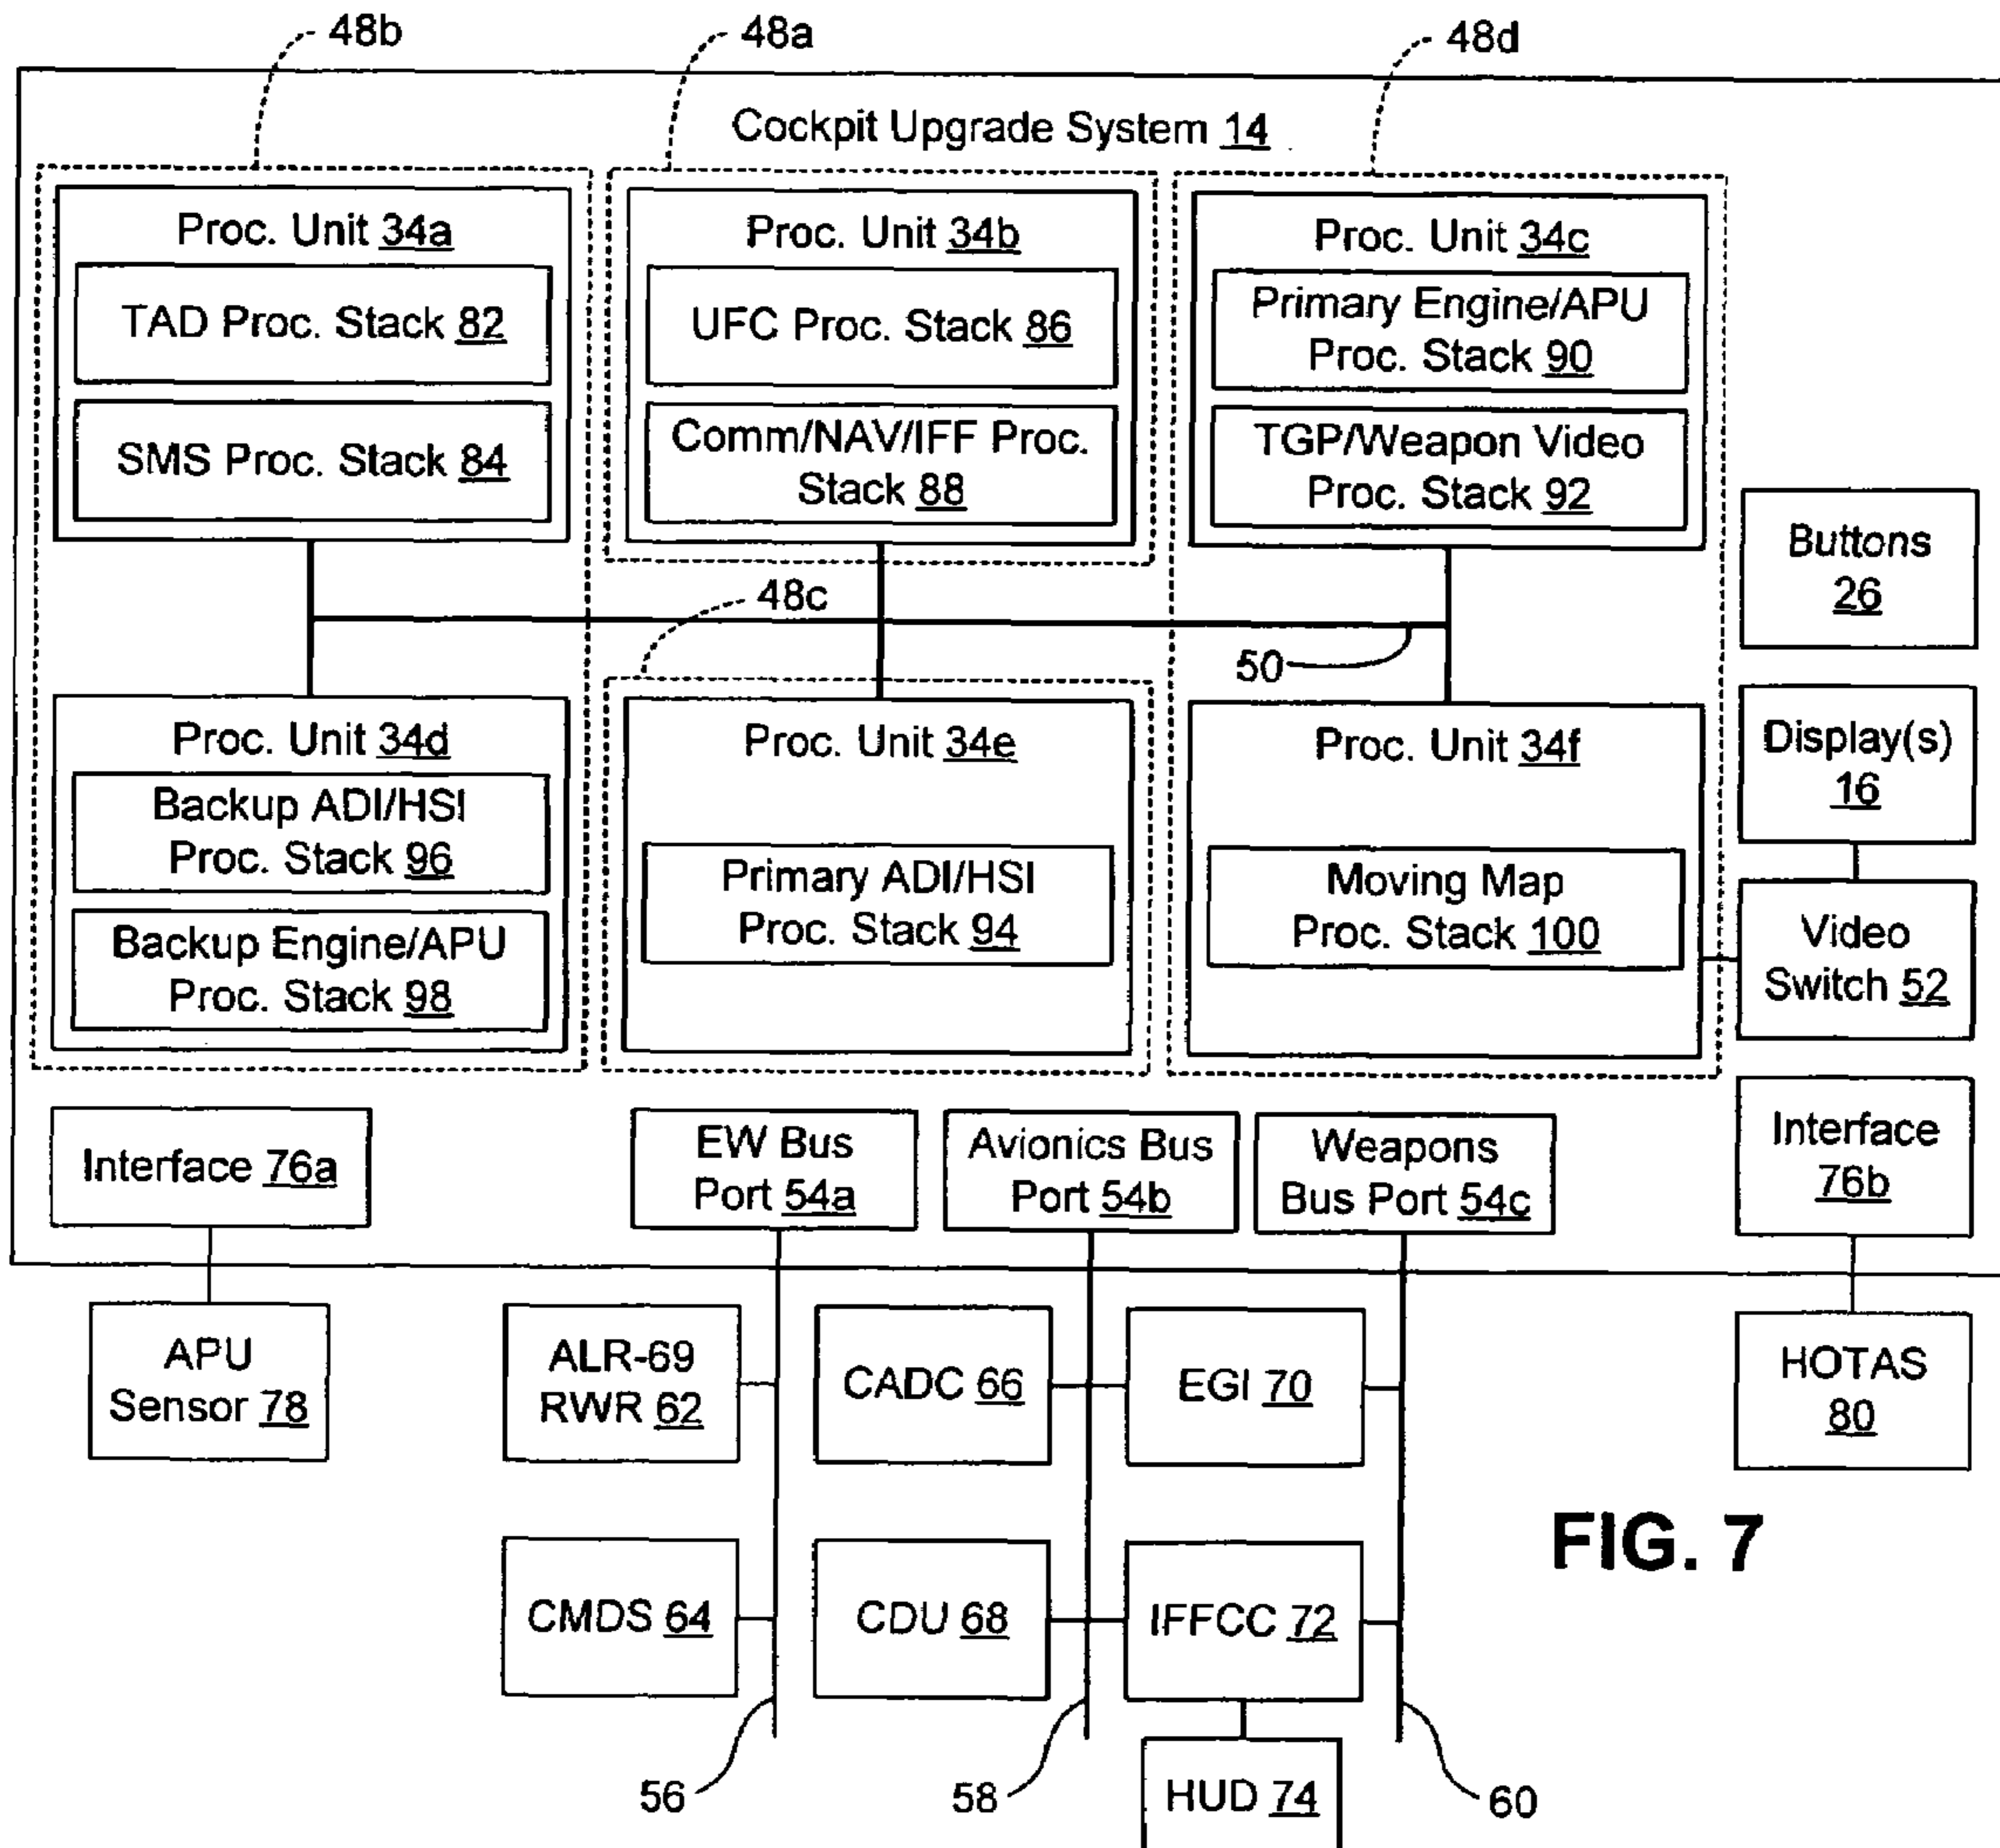 48b
48a
48d
Cockpit Upgrade System 14
Proc. Unit 34a
TAD Proc. Stack 82
SMS Proc. Stack 84
Proc. Unit 34b
UFC Proc. Stack 86
Comm/NAV/IFF Proc.
Stack 88
Proc. Unit 34c
Primary Engine/APU
Proc. Stack 90
TGP/Weapon Video
Proc. Stack 92
Buttons
26
48c
50
Proc. Unit 34d
Backup ADI/HSI
Proc. Stack 96
Backup Engine/APU
Proc. Stack 98
Proc. Unit 34e
Primary ADI/HSI
Proc. Stack 94
Proc. Unit 34f
Moving Map
Proc. Stack 100
Display(s)
16
Video
Switch 52
Interface 76a
EW Bus
Port 54a
Avionics Bus
Port 54b
Weapons
Bus Port 54c
Interface
76b
APU
Sensor 78
ALR-69
RWR 62
CADC 66
EGI 70
HOTAS
80
CMDS 64
CDU 68
IFFCC 72
FIG. 7
56
58
HUD 74
60